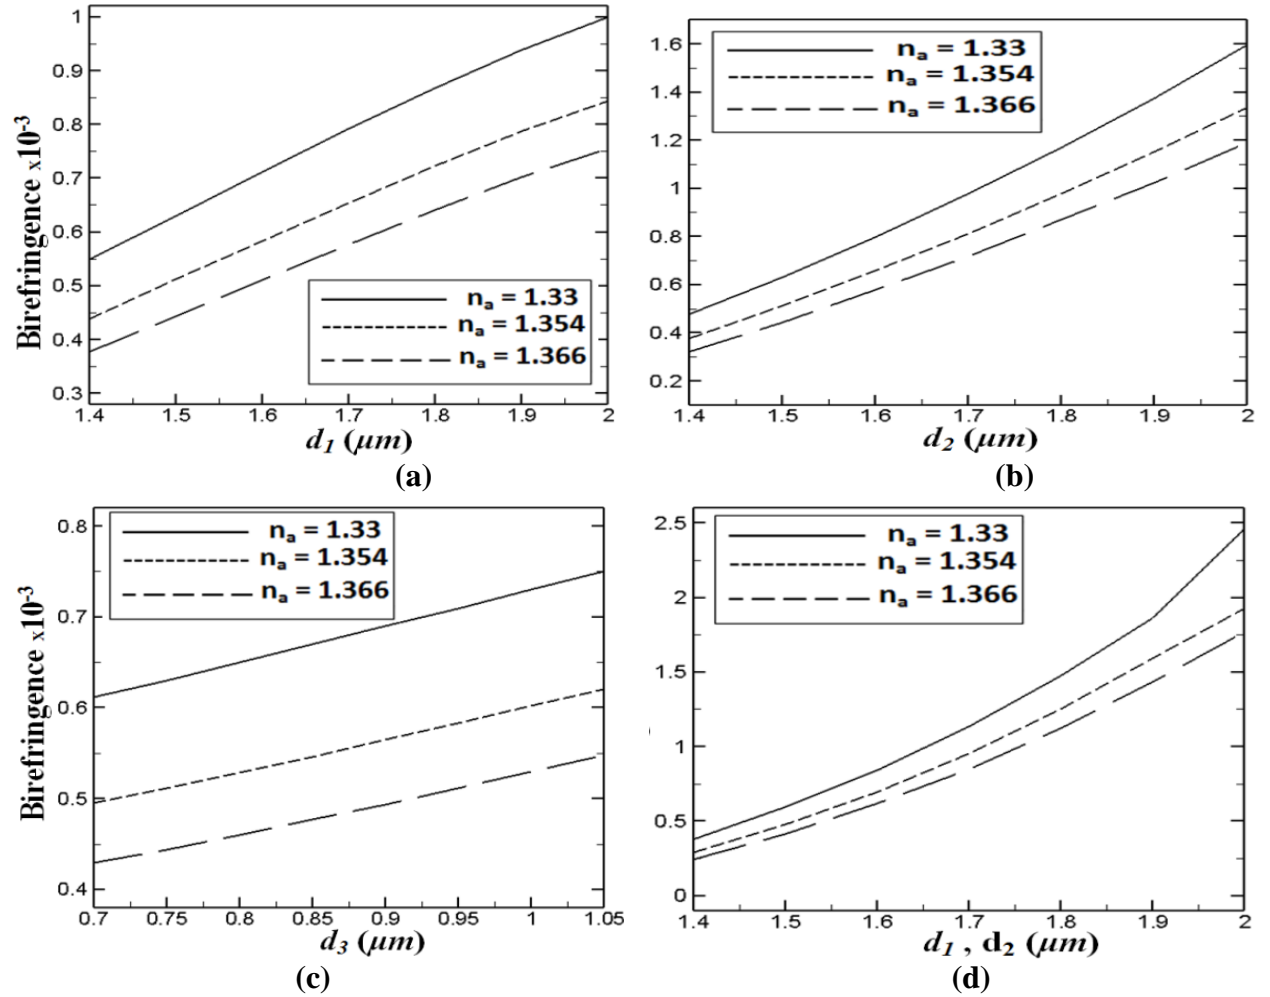 1
0.9
0.8
0.7
0.6
0.5
0.4
0.3
Birefringence x10-3
nₐ = 1.33
nₐ = 1.354
nₐ = 1.366
1.4 1.5 1.6 1.7 1.8 1.9 2
d₁ (μm)
(a)
1.6
1.4
1.2
1
0.8
0.6
0.4
0.2
nₐ = 1.33
nₐ = 1.354
nₐ = 1.366
1.4 1.5 1.6 1.7 1.8 1.9 2
d₂ (μm)
(b)
0.8
0.7
0.6
0.5
0.4
Birefringence x10-3
nₐ = 1.33
nₐ = 1.354
nₐ = 1.366
0.7 0.75 0.8 0.85 0.9 0.95 1 1.05
d₃ (μm)
(c)
2.5
2
1.5
1
0.5
0
nₐ = 1.33
nₐ = 1.354
nₐ = 1.366
1.4 1.5 1.6 1.7 1.8 1.9 2
d₁ , d₂ (μm)
(d)